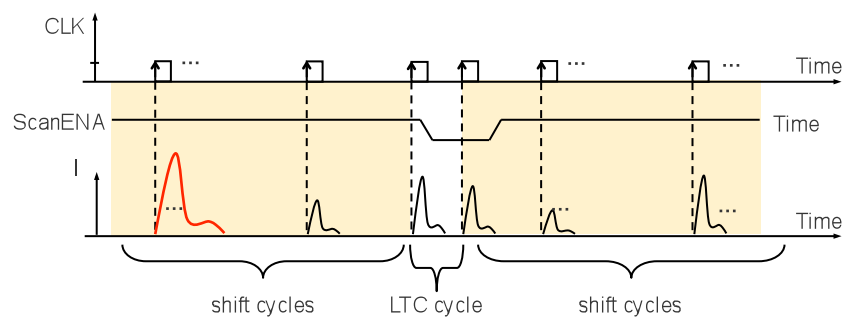 CLK
... ... ...
Time
ScanENA
Time
I
... ... ...
Time
shift cycles LTC cycle shift cycles